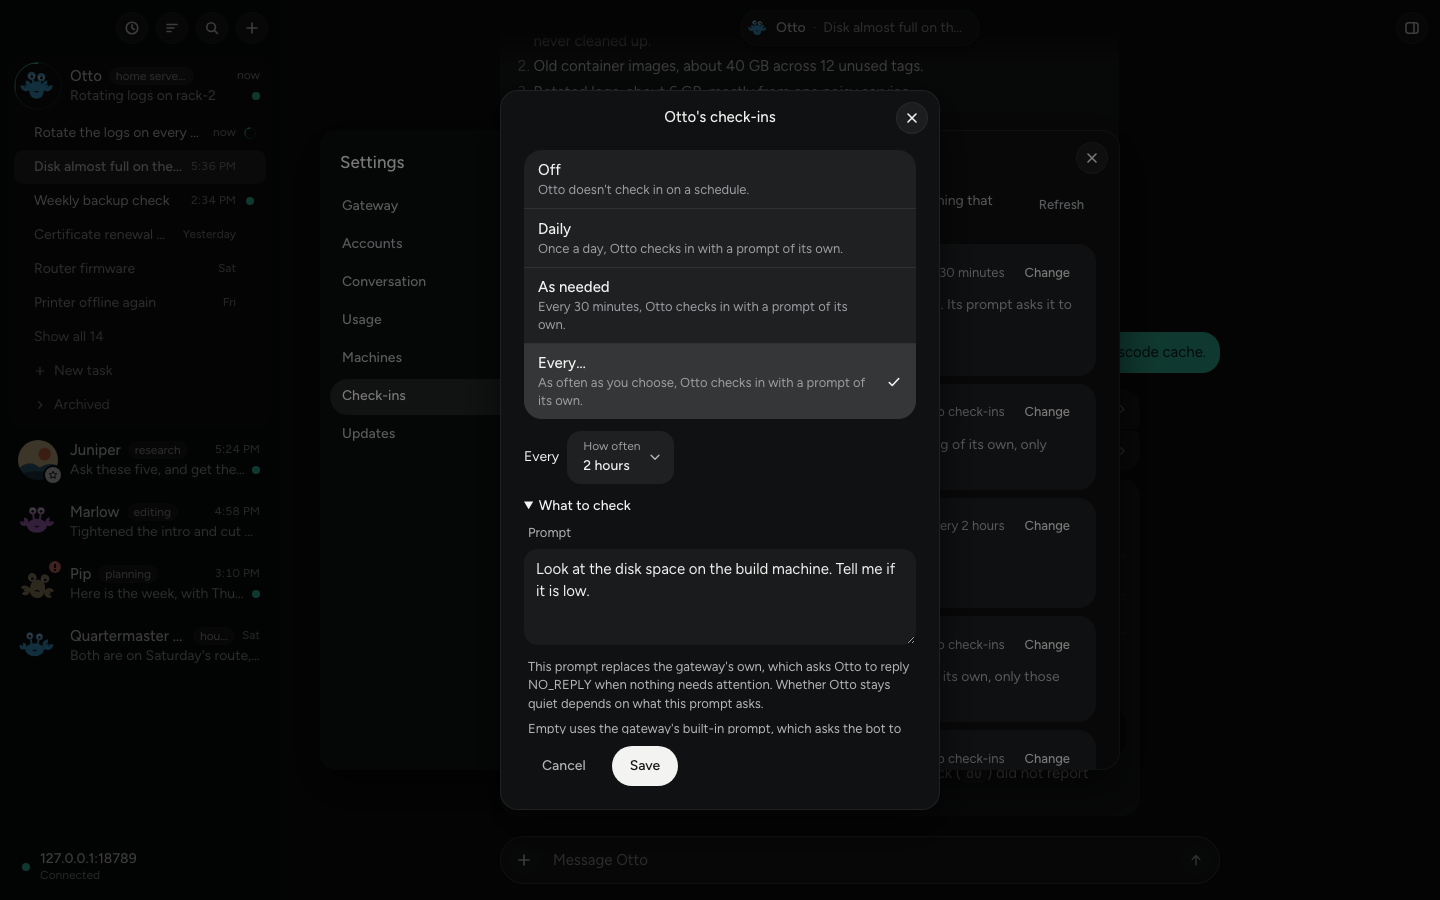 Otto · Disk almost full on th...
never cleaned up.
2. Old container images, about 40 GB across 12 unused tags.
Otto home serve... now
Rotating logs on rack-2
Rotate the logs on every ... now
Disk almost full on the... 5:36 PM
Weekly backup check 2:34 PM
Certificate renewal ... Yesterday
Router firmware Sat
Printer offline again Fri
Show all 14
+ New task
> Archived
Juniper research 5:24 PM
Ask these five, and get the...
Marlow editing 4:58 PM
Tightened the intro and cut ...
Pip planning 3:10 PM
Here is the week, with Thu...
Quartermaster ... hou... Sat
Both are on Saturday's route,...
127.0.0.1:18789
Connected
Settings
Gateway
Accounts
Conversation
Usage
Machines
Check-ins
Updates
Otto's check-ins
Off
Otto doesn't check in on a schedule.
Daily
Once a day, Otto checks in with a prompt of its own.
As needed
Every 30 minutes, Otto checks in with a prompt of its
own.
Every...
As often as you choose, Otto checks in with a prompt of
its own.
Every How often
2 hours
What to check
Prompt
Look at the disk space on the build machine. Tell me if
it is low.
This prompt replaces the gateway's own, which asks Otto to reply
NO_REPLY when nothing needs attention. Whether Otto stays
quiet depends on what this prompt asks.
Empty uses the gateway's built-in prompt, which asks the bot to
Cancel Save
that
Refresh
30 minutes Change
. Its prompt asks it to
scode cache.
check-ins Change
g of its own, only
2 hours Change
check-ins Change
its own, only those
check-ins Change
did not report
Message Otto